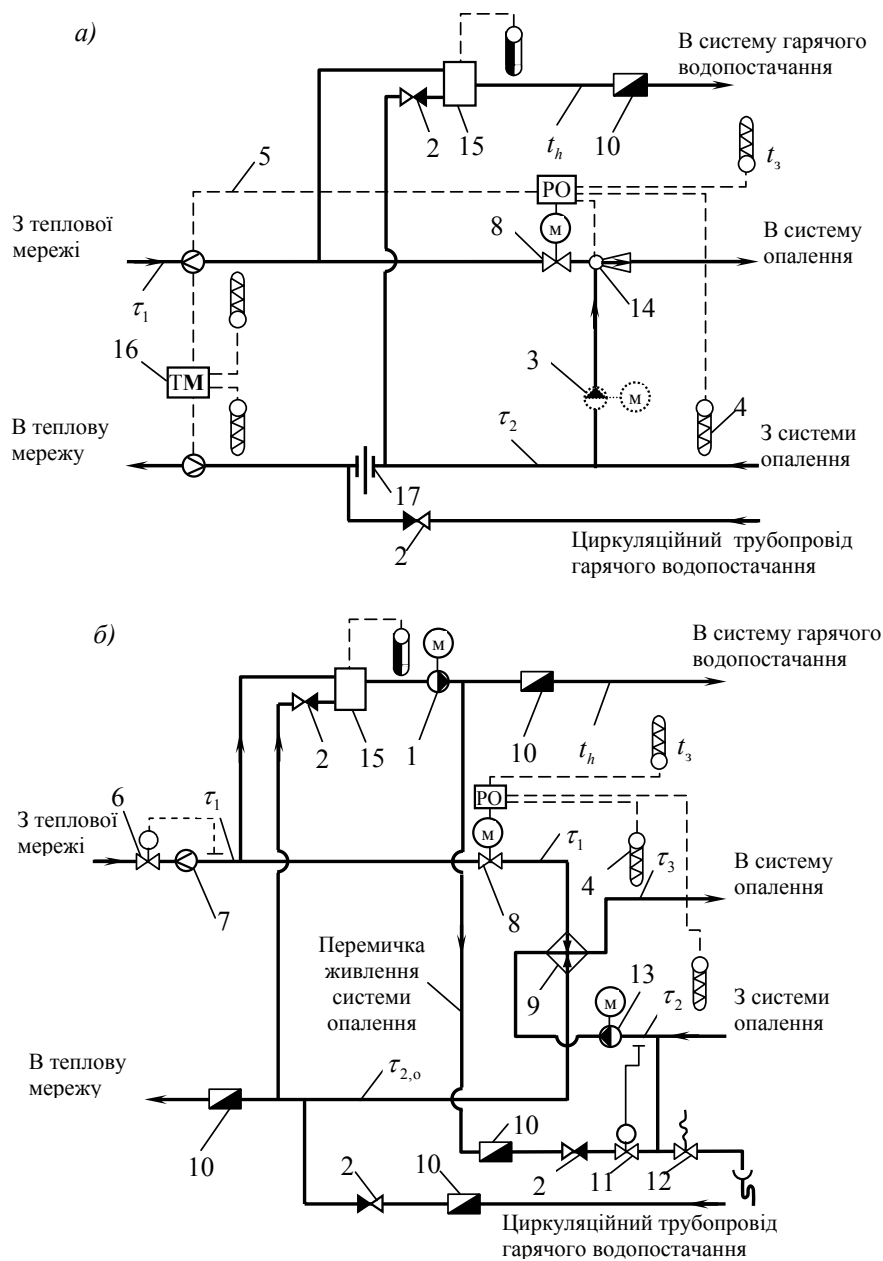 а)
В систему гарячого
водопостачання
2
15
t_h
10
t_з
5
РО
З теплової
мережі
8
м
В систему
опалення
τ_1
14
16
ТМ
3
м
4
В теплову
мережу
τ_2
З системи
опалення
17
2
Циркуляційний трубопровід
гарячого водопостачання
б)
м
В систему гарячого
водопостачання
2
15
1
10
t_h
t_з
6
τ_1
РО
З теплової
мережі
м
τ_1
4
τ_3
В систему
опалення
7
8
Перемичка
живлення
системи
опалення
9
м
13
τ_2
З системи
опалення
В теплову
мережу
τ_2,о
10
10
2
11
12
2
10
Циркуляційний трубопровід
гарячого водопостачання